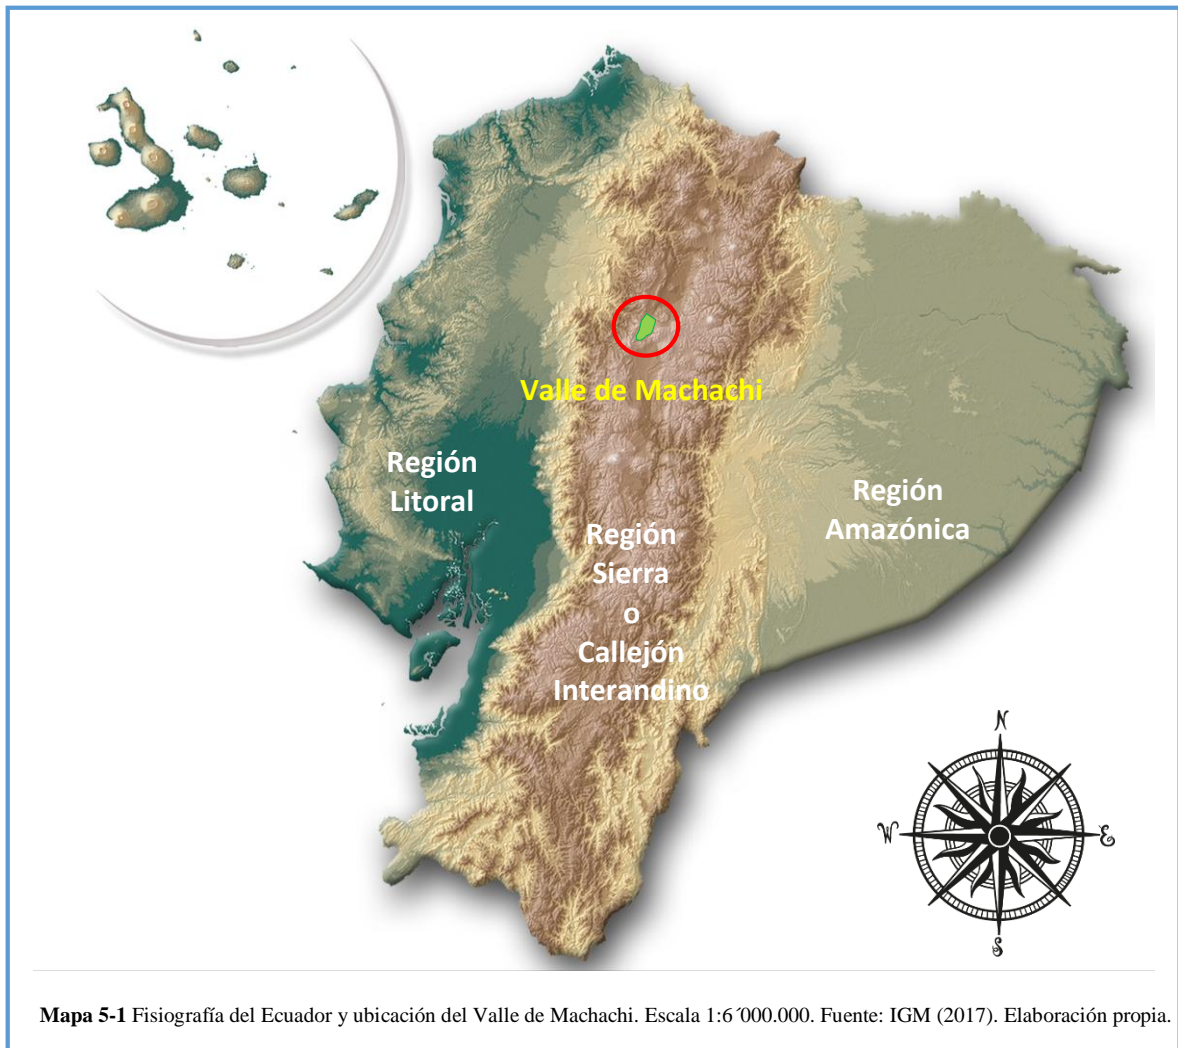 Valle de Machachi
Región
Litoral
Región
Sierra
o
Callejón
Interandino
Región
Amazónica
N
W
E
S
Mapa 5-1 Fisiografía del Ecuador y ubicación del Valle de Machachi. Escala 1:6´000.000. Fuente: IGM (2017). Elaboración propia.